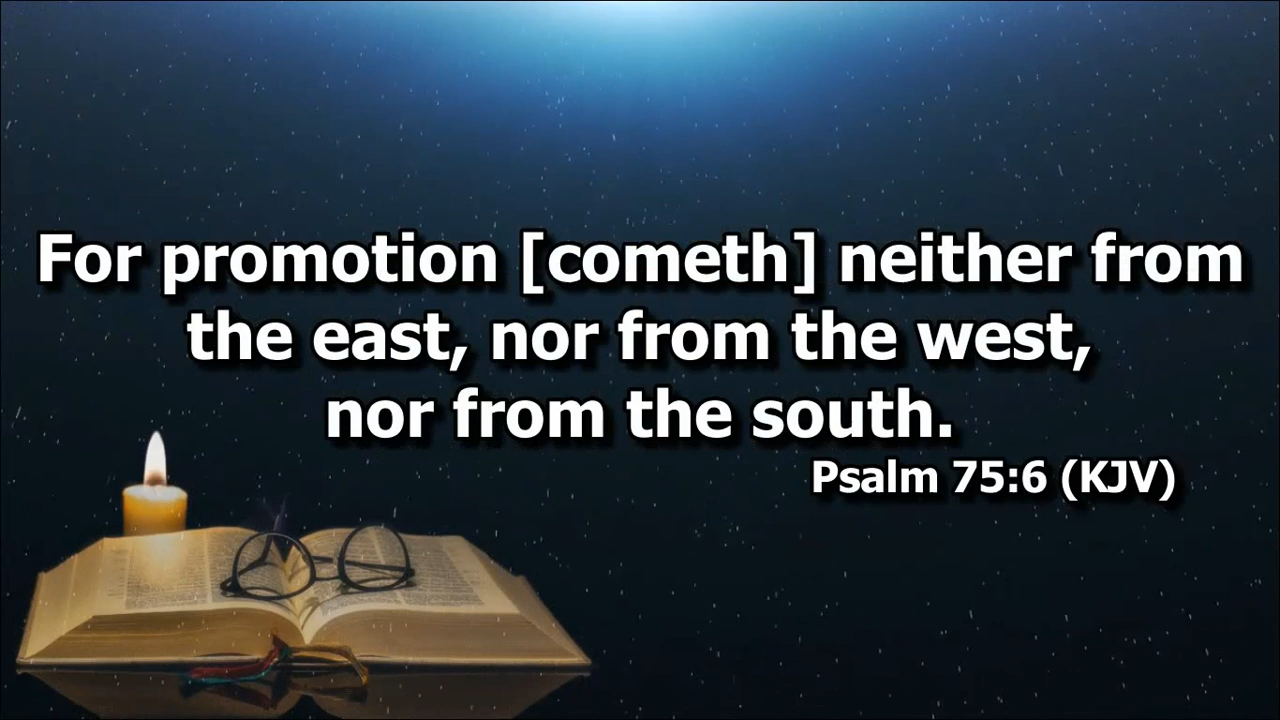 For promotion [cometh] neither from
the east, nor from the west,
nor from the south.
Psalm 75:6 (KJV)